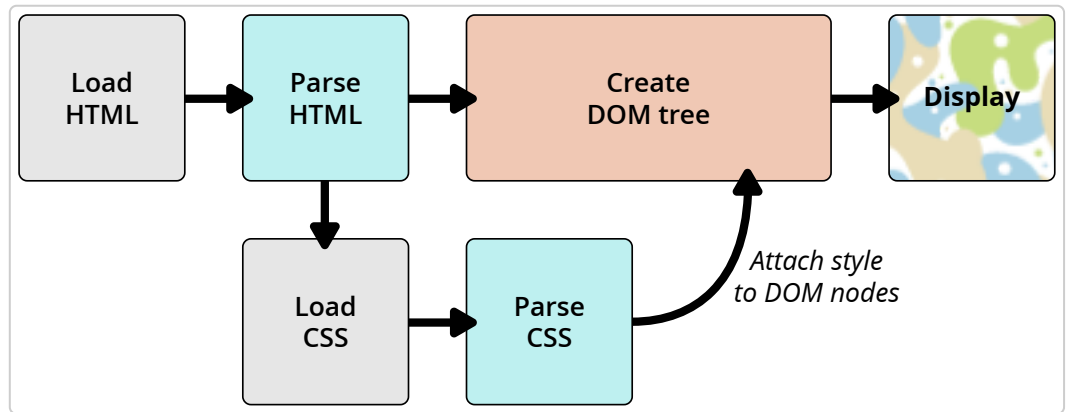 Load
HTML
Parse
HTML
Create
DOM tree
Display
Load
CSS
Parse
CSS
Attach style
to DOM nodes